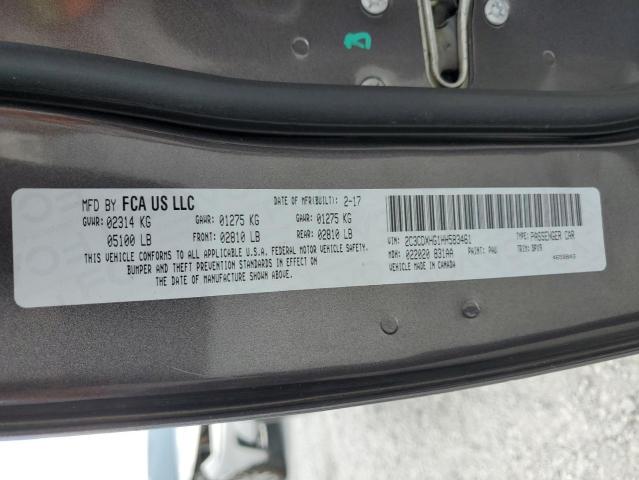 MFD BY FCA US LLC
DATE OF MFR(BUILT): 2-17
GVWR: 02314 KG GAWR: 01275 KG GAWR: 01275 KG
05100 LB FRONT: 02810 LB REAR: 02810 LB
THIS VEHICLE CONFORMS TO ALL APPLICABLE U.S.A. FEDERAL MOTOR VEHICLE SAFETY,
BUMPER AND THEFT PREVENTION STANDARDS IN EFFECT ON
THE DATE OF MANUFACTURE SHOWN ABOVE.
VIN: 2C3CDXHG1HH583461 TYPE: PASSENGER CAR
MDH: 022020 831AA PAINT: PAU TRIM: DPX9
VEHICLE MADE IN CANADA